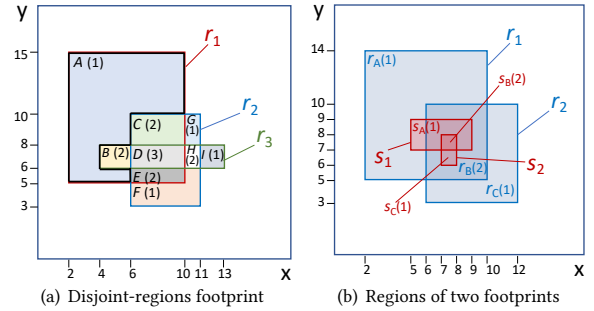 y
15
10
8
6
5
3
A (1)
r1
r2
r3
C (2)
G
(1)
B (2)
D (3)
H
(2)
I (1)
E (2)
F (1)
2 4 6 10 11 13 x
(a) Disjoint-regions footprint
y
14
10
9
8
7
6
5
3
rA(1)
r1
sB(2)
r2
sA(1)
s1
s2
rB(2)
sC(1)
rC(1)
2 5 6 7 8 9 10 12 x
(b) Regions of two footprints